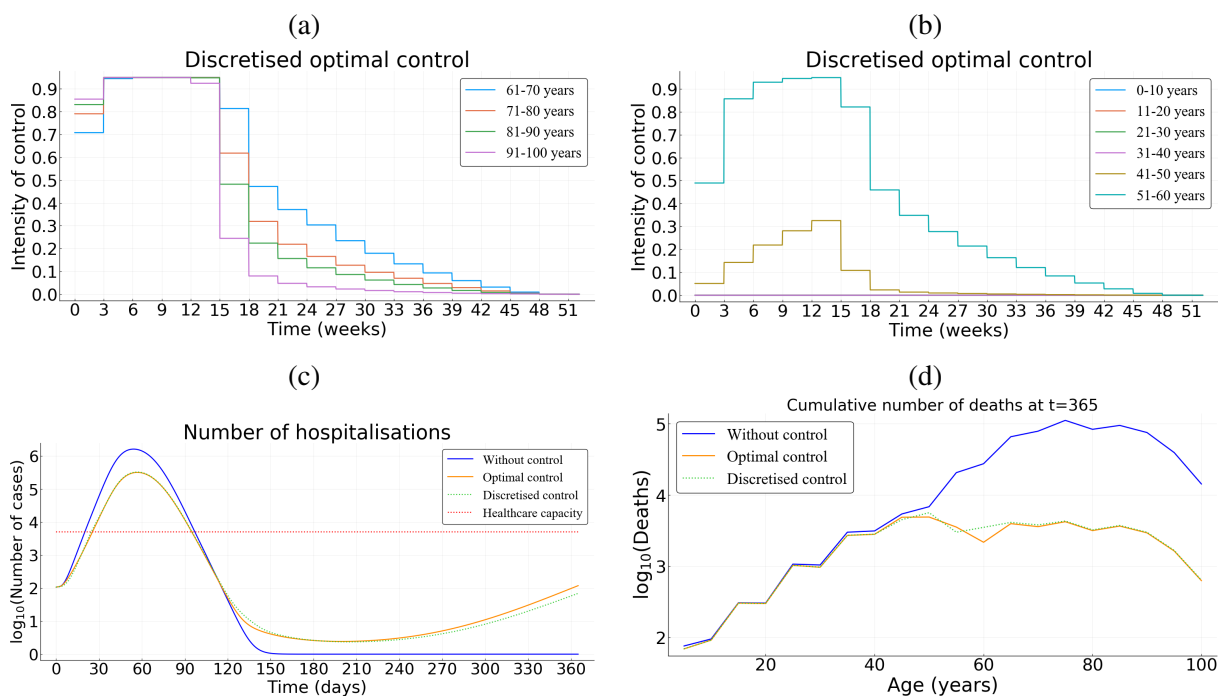 (a)
Discretised optimal control
Intensity of control
0.9
0.8
0.7
0.6
0.5
0.4
0.3
0.2
0.1
0.0
61-70 years
71-80 years
81-90 years
91-100 years
0 3 6 9 12 15 18 21 24 27 30 33 36 39 42 45 48 51
Time (weeks)
(b)
Discretised optimal control
Intensity of control
0.9
0.8
0.7
0.6
0.5
0.4
0.3
0.2
0.1
0.0
0-10 years
11-20 years
21-30 years
31-40 years
41-50 years
51-60 years
0 3 6 9 12 15 18 21 24 27 30 33 36 39 42 45 48 51
Time (weeks)
(c)
Number of hospitalisations
log₁₀(Number of cases)
6
5
4
3
2
1
0
Without control
Optimal control
Discretised control
Healthcare capacity
0 30 60 90 120 150 180 210 240 270 300 330 360
Time (days)
(d)
Cumulative number of deaths at t=365
log₁₀(Deaths)
5
4
3
2
Without control
Optimal control
Discretised control
20 40 60 80 100
Age (years)